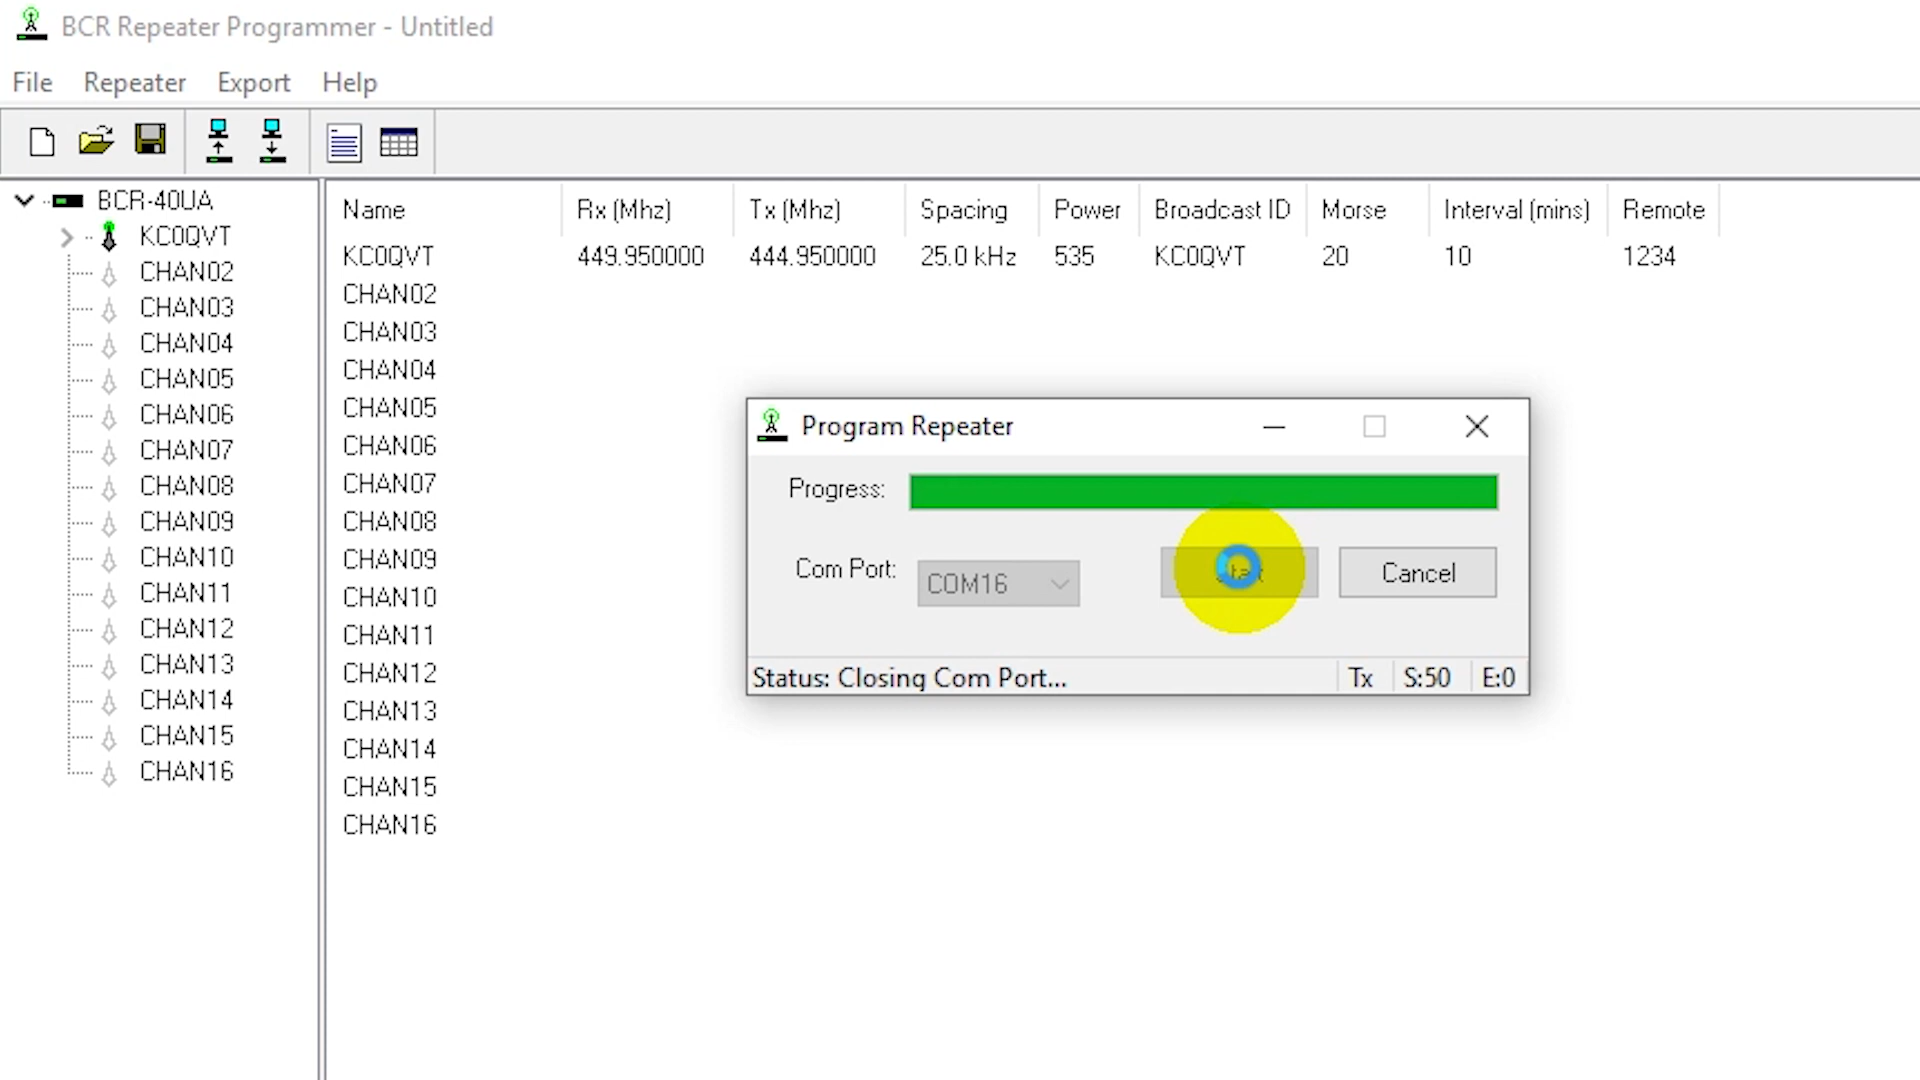 BCR Repeater Programmer - Untitled
File Repeater Export Help
BCR-40UA
KC0QVT
CHAN02
CHAN03
CHAN04
CHAN05
CHAN06
CHAN07
CHAN08
CHAN09
CHAN10
CHAN11
CHAN12
CHAN13
CHAN14
CHAN15
CHAN16
Name Rx (Mhz) Tx (Mhz) Spacing Power Broadcast ID Morse Interval (mins) Remote
KC0QVT 449.950000 444.950000 25.0 kHz 535 KC0QVT 20 10 1234
CHAN02
CHAN03
CHAN04
CHAN05
CHAN06
CHAN07
CHAN08
CHAN09
CHAN10
CHAN11
CHAN12
CHAN13
CHAN14
CHAN15
CHAN16
Program Repeater
Progress:
Com Port: COM16 Start Cancel
Status: Closing Com Port... Tx S:50 E:0